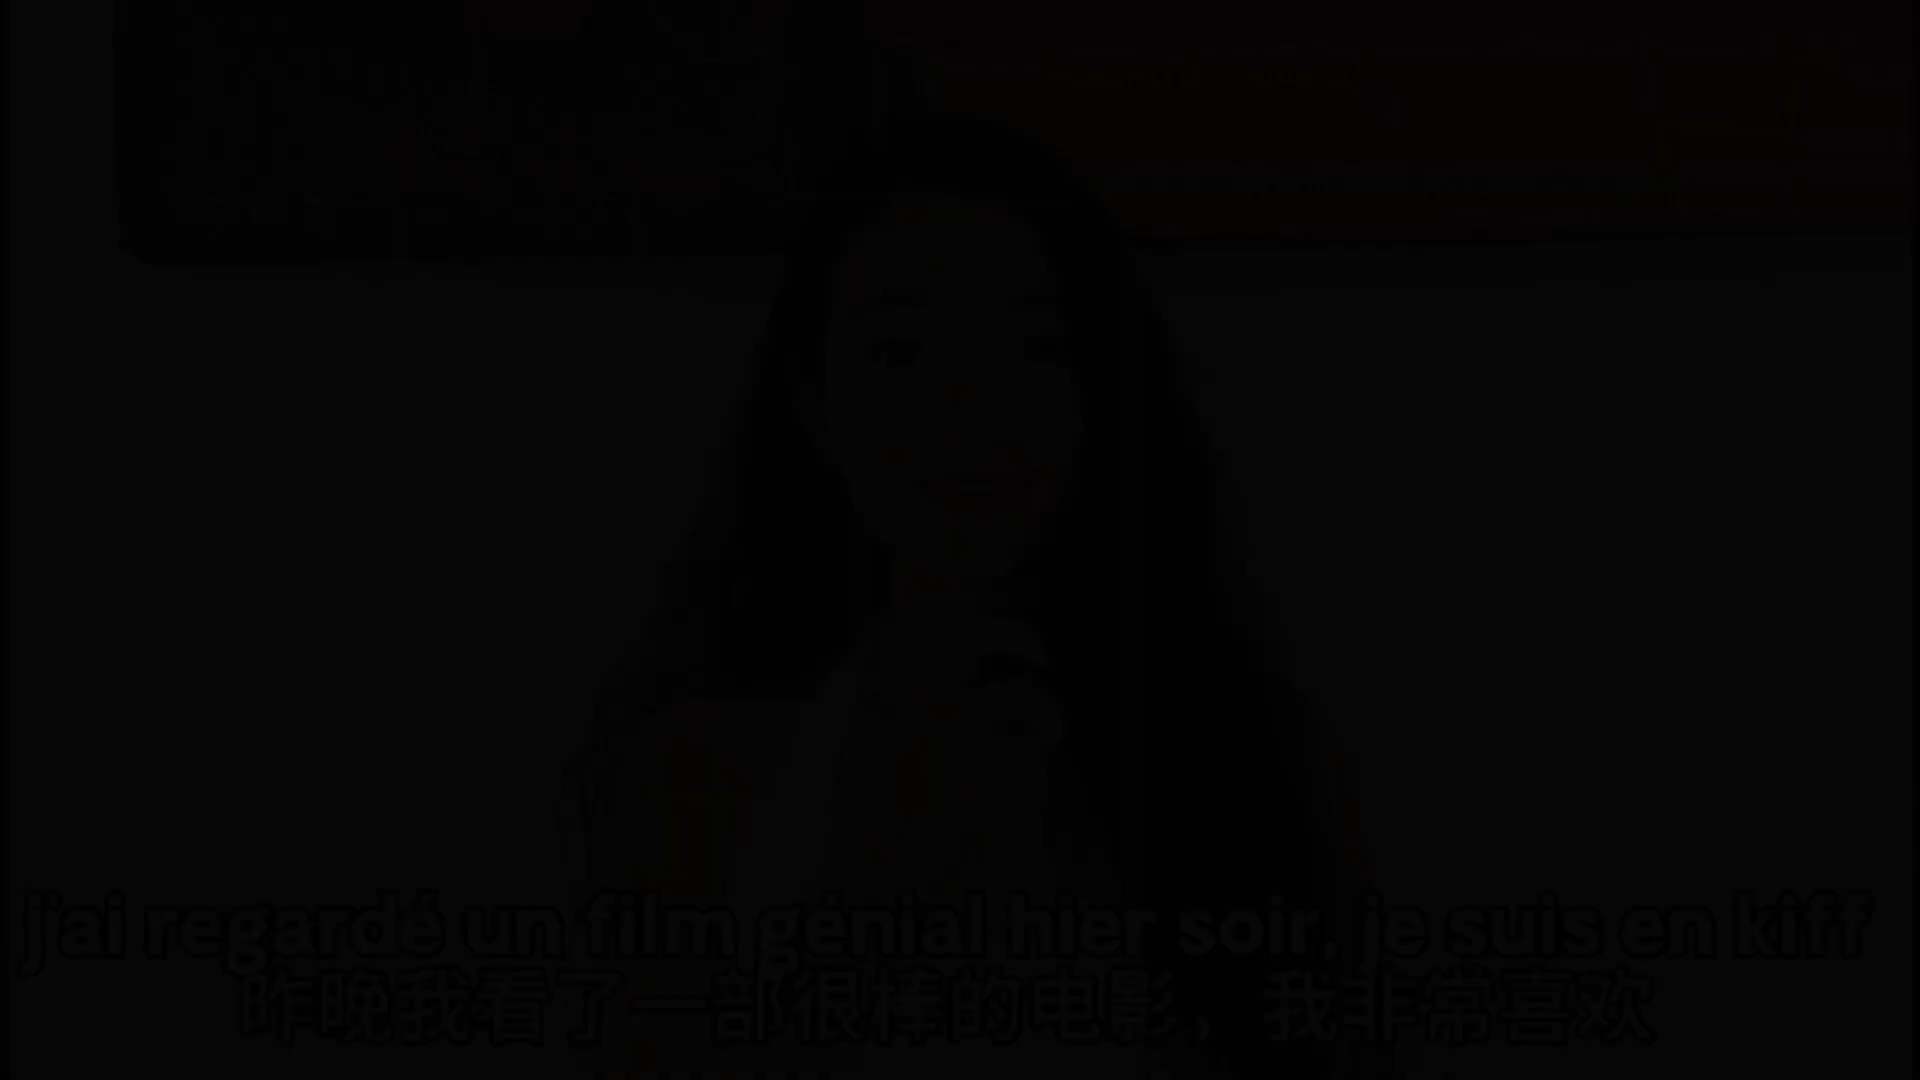 j'ai regardé un film génial hier soir, je suis en kiff
昨晚我看了一部很棒的电影，我非常喜欢